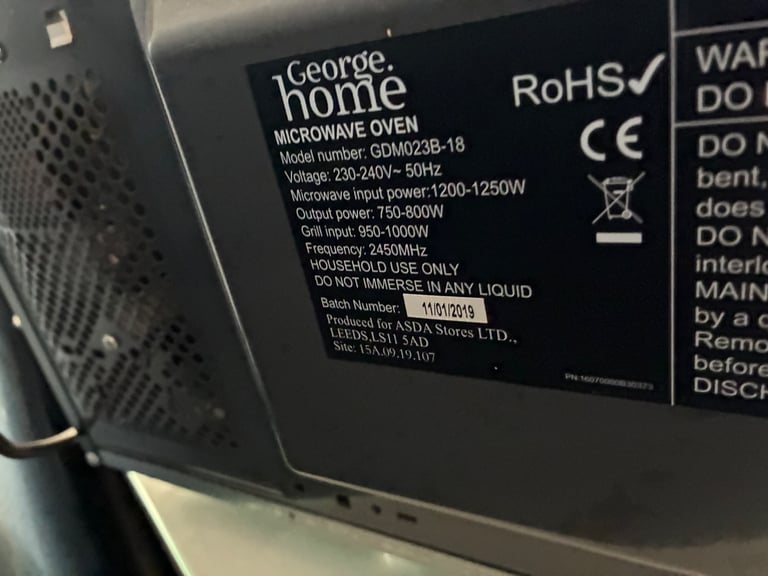 George.
home
MICROWAVE OVEN
Model number: GDM023B-18
Voltage: 230-240V~ 50Hz
Microwave input power:1200-1250W
Output power: 750-800W
Grill input: 950-1000W
Frequency: 2450MHz
HOUSEHOLD USE ONLY
DO NOT IMMERSE IN ANY LIQUID
Batch Number: 11/01/2019
Produced for ASDA Stores LTD.,
LEEDS,LS11 5AD
Site: 15A.09.19.107
RoHS✓
CE
WAR
DO
DO N
bent,
does
DO N
interlo
MAIN
by a c
Remo
before
DISCH